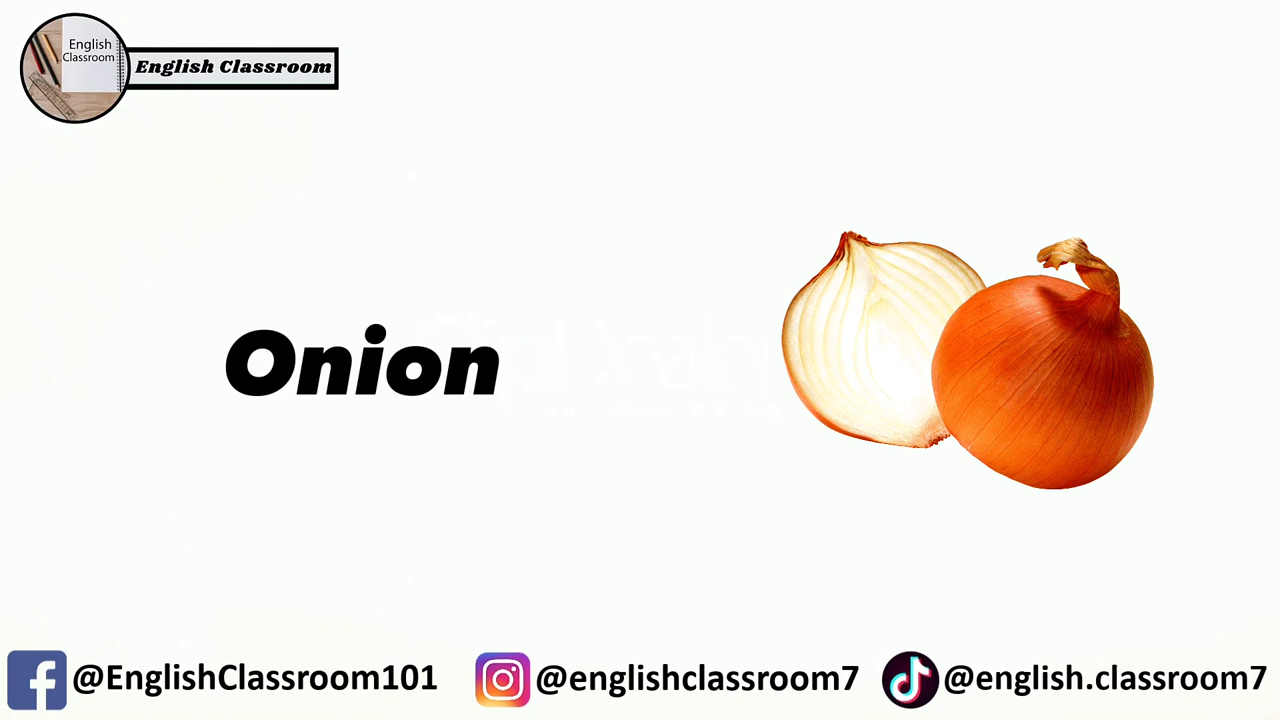 English
Classroom
English Classroom
Onion
@EnglishClassroom101
@englishclassroom7
@english.classroom7